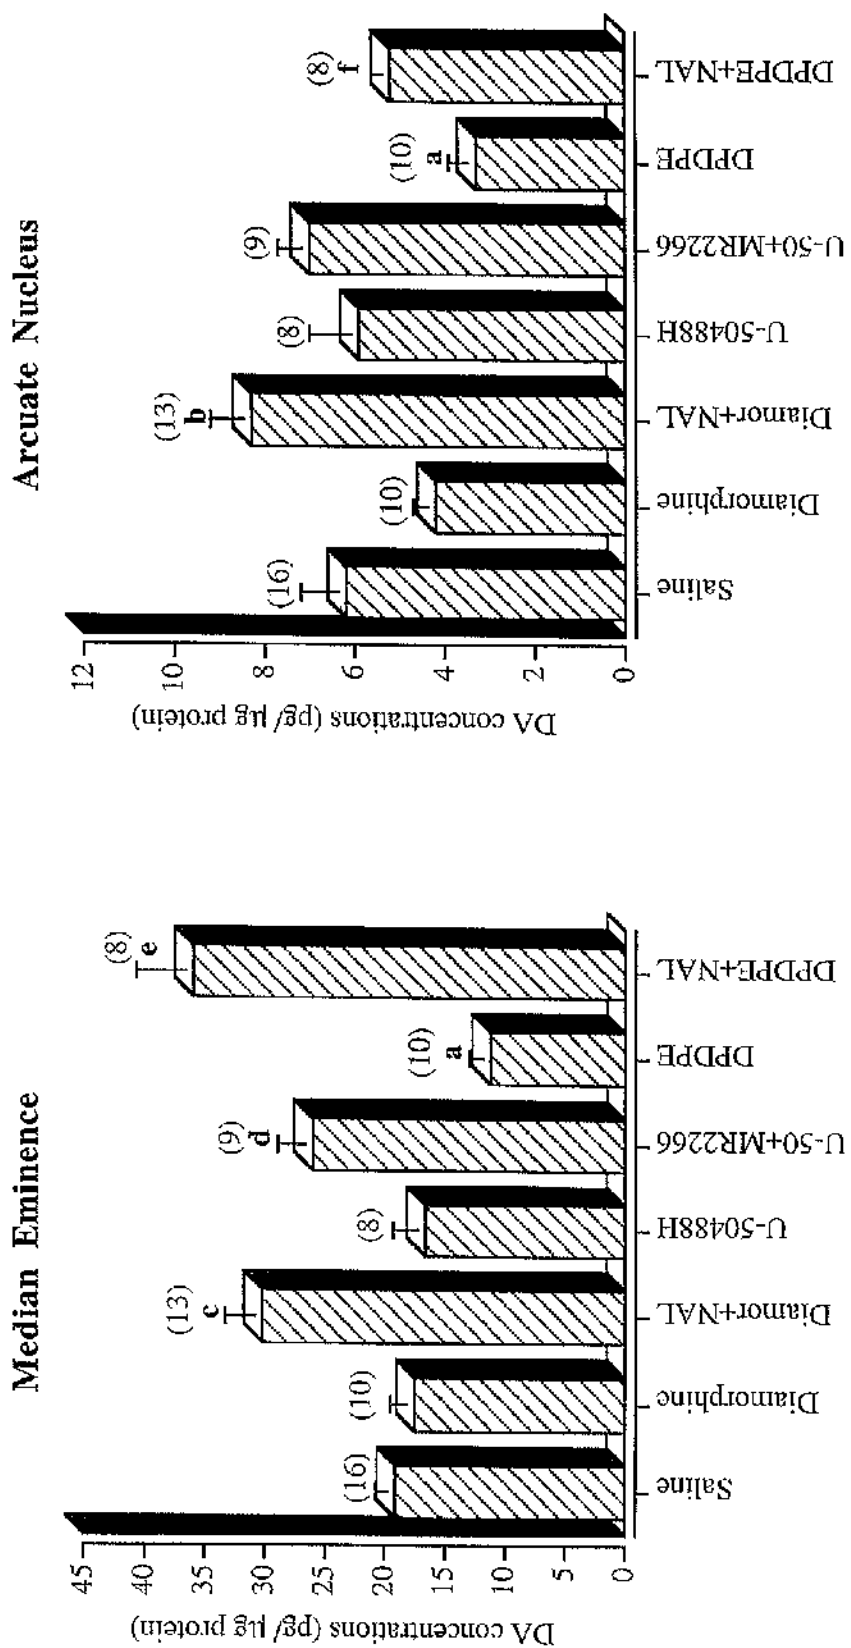 Median Eminence
DA concentrations (pg/µg protein)
45
40
35
30
25
20
15
10
5
0
(16)
(10)
(13)
c
(8)
(9)
d
(10)
a
(8)
e
Saline
Diamorphine
Diamor+NAL
U-50488H
U-50+MR2266
DPDPE
DPDPE+NAL
Arcuate Nucleus
DA concentrations (pg/µg protein)
12
10
8
6
4
2
0
(16)
(10)
(13)
b
(8)
(9)
(10)
a
(8)
f
Saline
Diamorphine
Diamor+NAL
U-50488H
U-50+MR2266
DPDPE
DPDPE+NAL